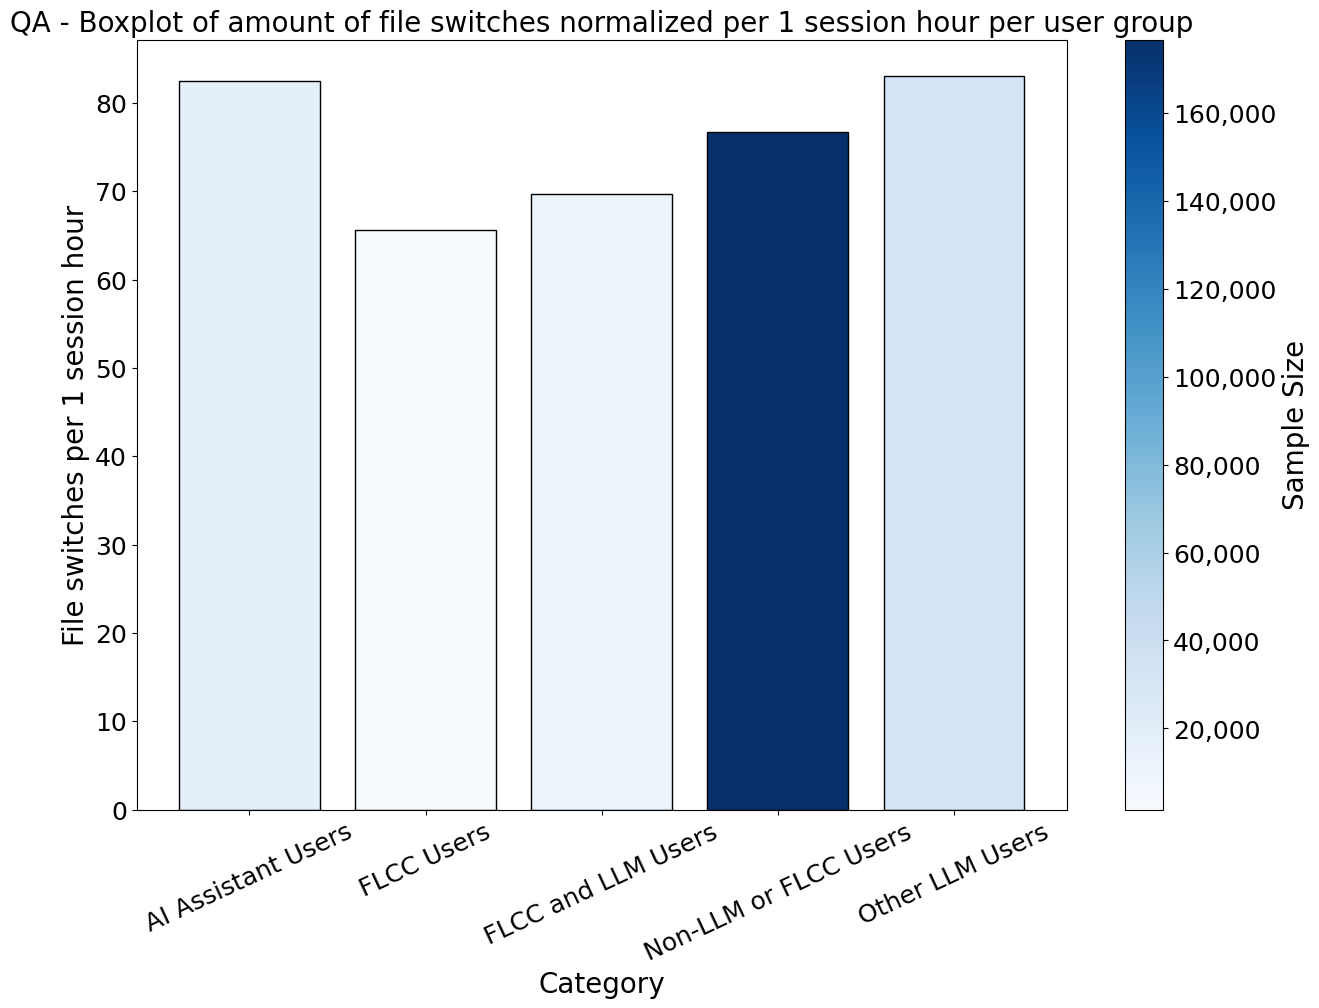 QA - Boxplot of amount of file switches normalized per 1 session hour per user group
File switches per 1 session hour
80
70
60
50
40
30
20
10
0
AI Assistant Users
FLCC Users
FLCC and LLM Users
Non-LLM or FLCC Users
Other LLM Users
Category
160,000
140,000
120,000
100,000
80,000
60,000
40,000
20,000
Sample Size